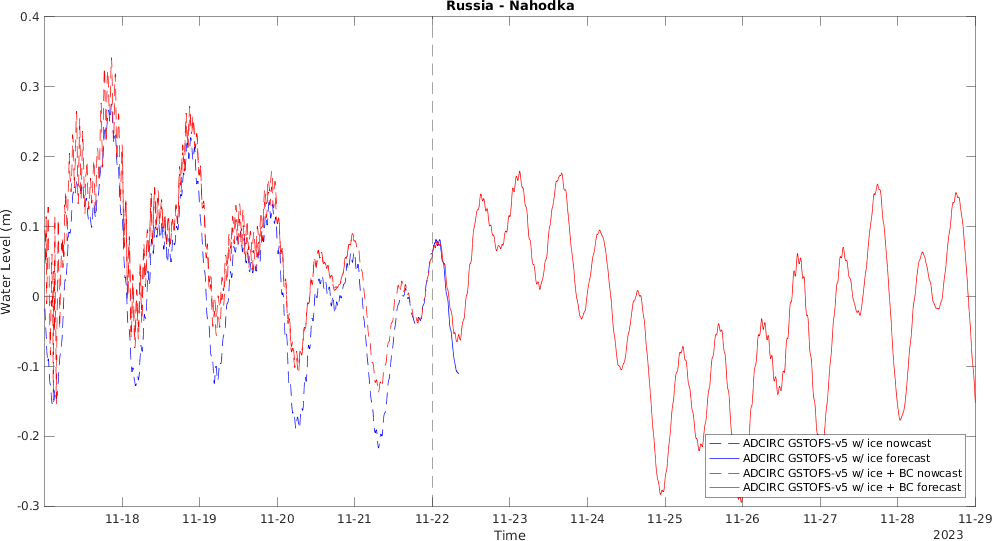 Russia - Nahodka
0.4
0.3
0.2
0.1
0
-0.1
-0.2
-0.3
Water Level (m)
ADCIRC GSTOFS-v5 w/ ice nowcast
ADCIRC GSTOFS-v5 w/ ice forecast
ADCIRC GSTOFS-v5 w/ ice + BC nowcast
ADCIRC GSTOFS-v5 w/ ice + BC forecast
11-18 11-19 11-20 11-21 11-22 11-23 11-24 11-25 11-26 11-27 11-28 11-29
Time
2023